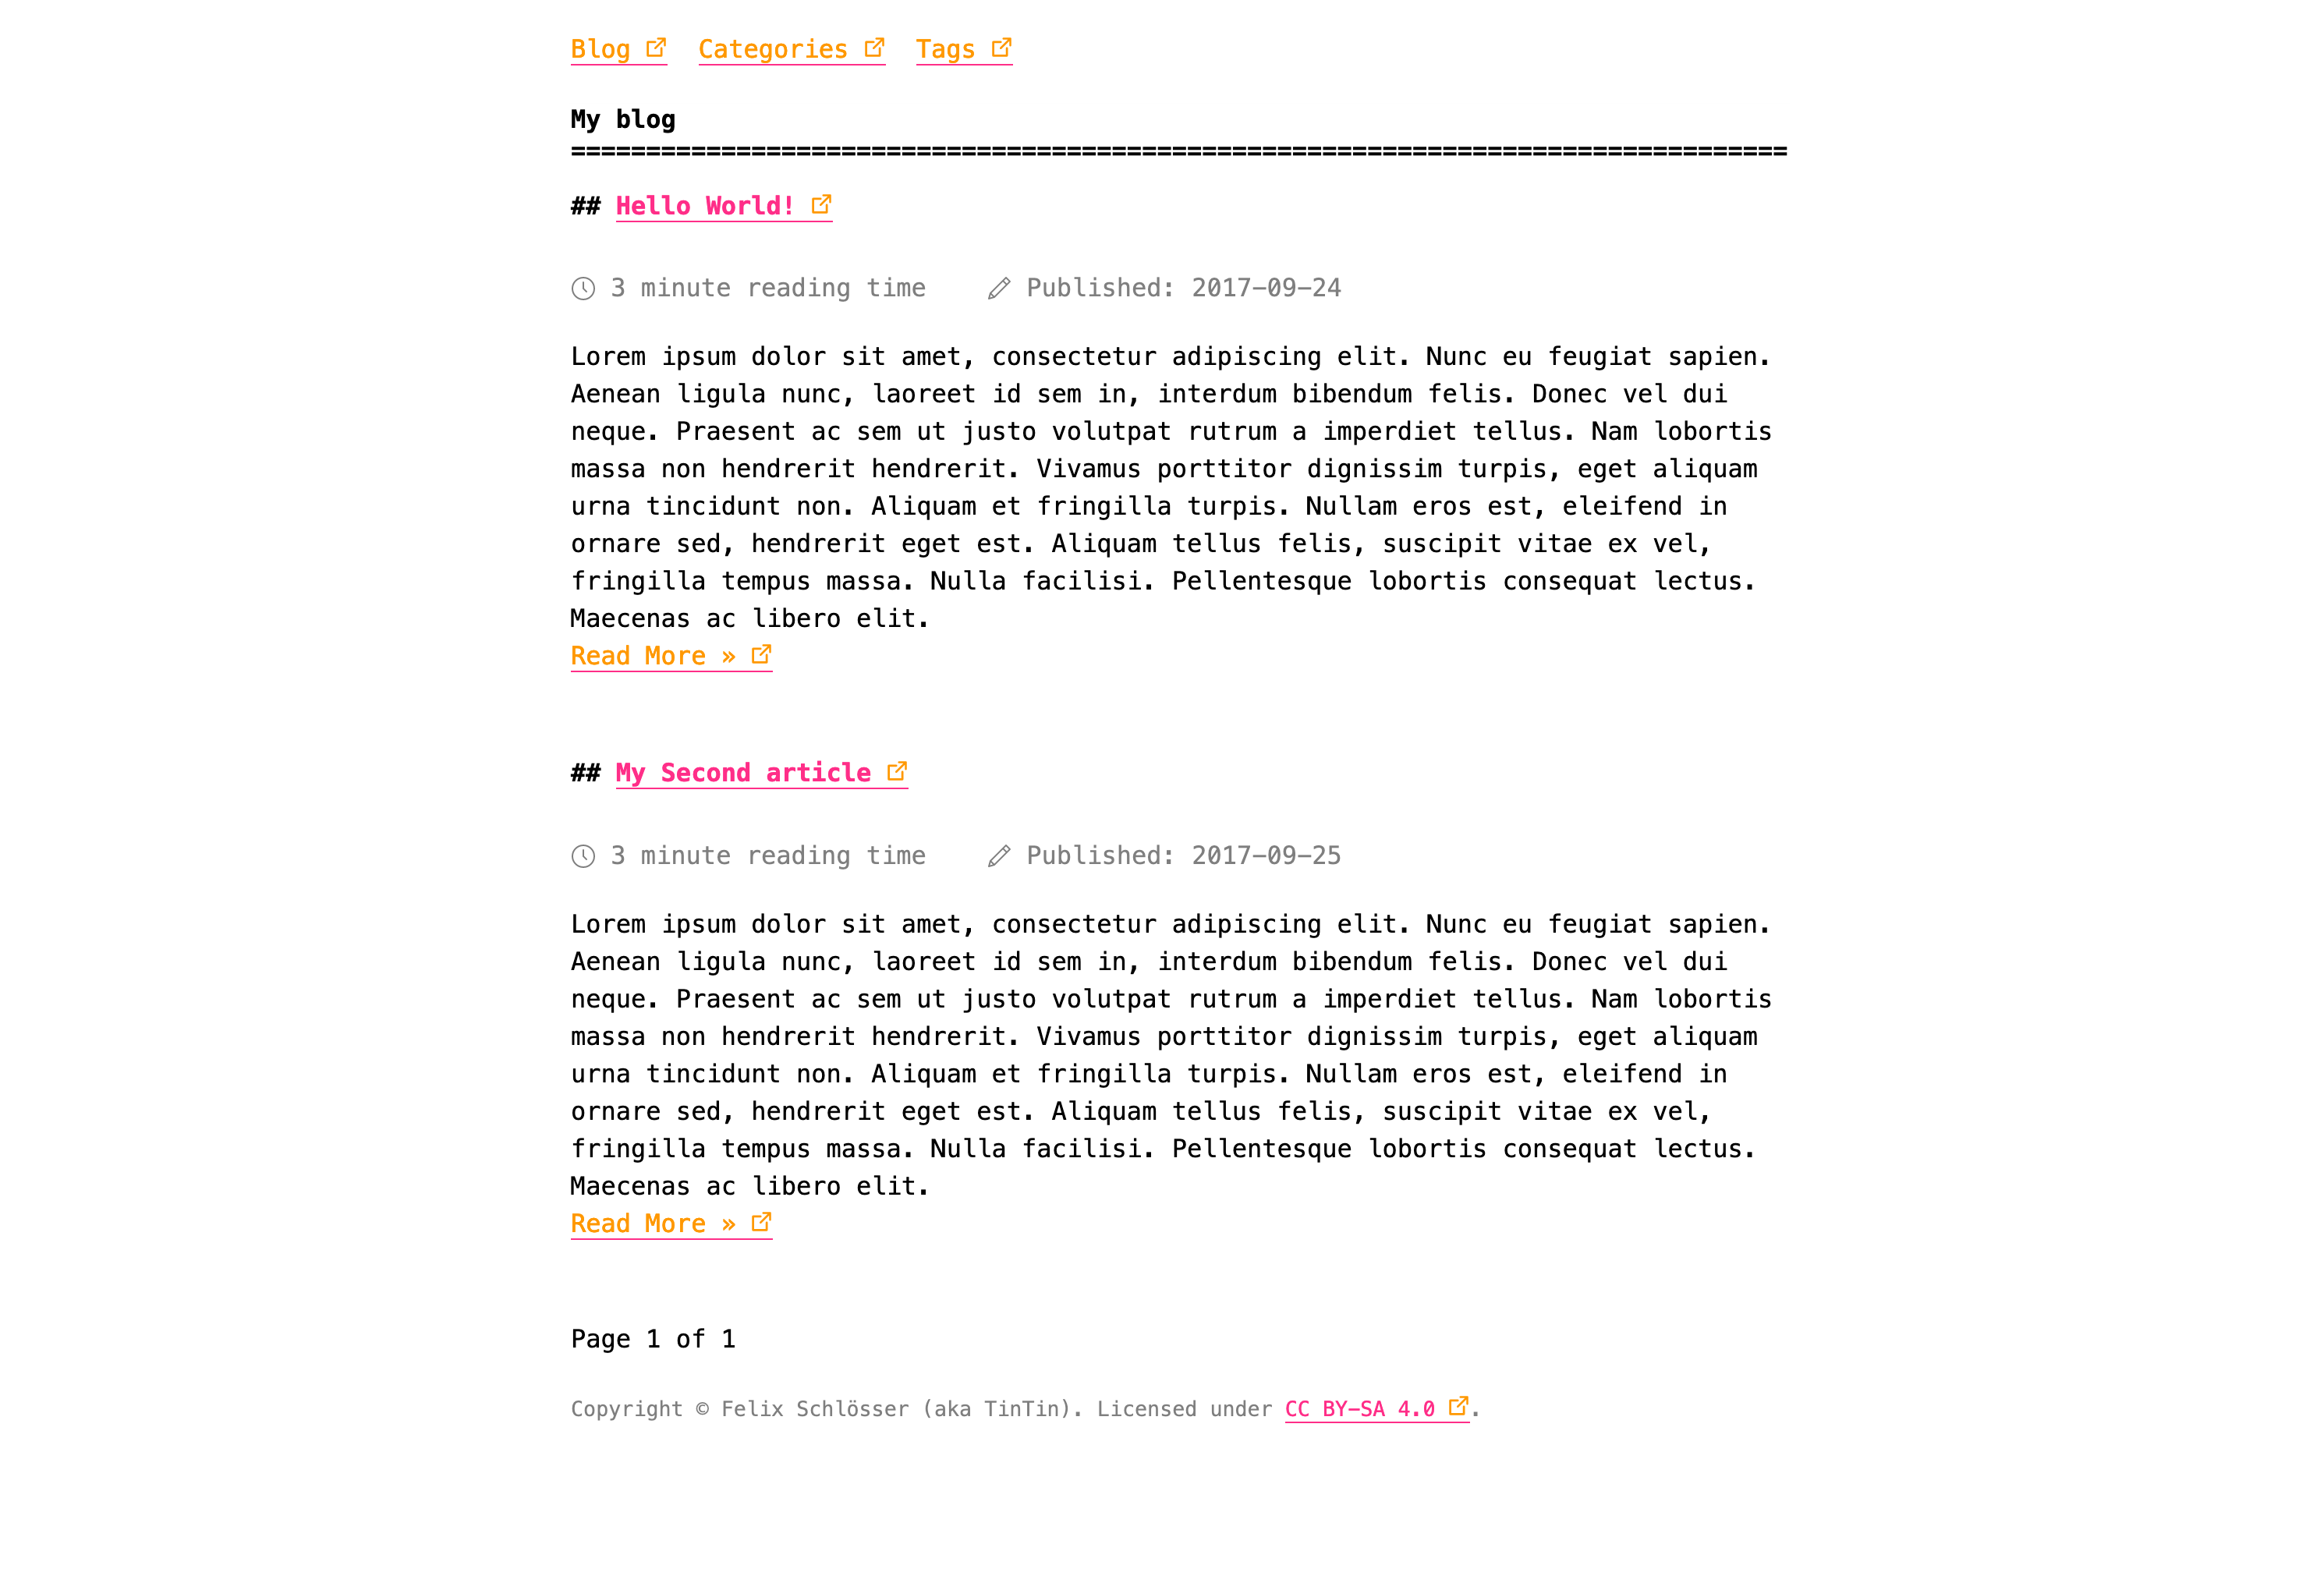 Blog Categories Tags
My blog
=================================================================================
## Hello World!
3 minute reading time Published: 2017-09-24
Lorem ipsum dolor sit amet, consectetur adipiscing elit. Nunc eu feugiat sapien.
Aenean ligula nunc, laoreet id sem in, interdum bibendum felis. Donec vel dui
neque. Praesent ac sem ut justo volutpat rutrum a imperdiet tellus. Nam lobortis
massa non hendrerit hendrerit. Vivamus porttitor dignissim turpis, eget aliquam
urna tincidunt non. Aliquam et fringilla turpis. Nullam eros est, eleifend in
ornare sed, hendrerit eget est. Aliquam tellus felis, suscipit vitae ex vel,
fringilla tempus massa. Nulla facilisi. Pellentesque lobortis consequat lectus.
Maecenas ac libero elit.
Read More »
## My Second article
3 minute reading time Published: 2017-09-25
Lorem ipsum dolor sit amet, consectetur adipiscing elit. Nunc eu feugiat sapien.
Aenean ligula nunc, laoreet id sem in, interdum bibendum felis. Donec vel dui
neque. Praesent ac sem ut justo volutpat rutrum a imperdiet tellus. Nam lobortis
massa non hendrerit hendrerit. Vivamus porttitor dignissim turpis, eget aliquam
urna tincidunt non. Aliquam et fringilla turpis. Nullam eros est, eleifend in
ornare sed, hendrerit eget est. Aliquam tellus felis, suscipit vitae ex vel,
fringilla tempus massa. Nulla facilisi. Pellentesque lobortis consequat lectus.
Maecenas ac libero elit.
Read More »
Page 1 of 1
Copyright © Felix Schlösser (aka TinTin). Licensed under CC BY-SA 4.0 .